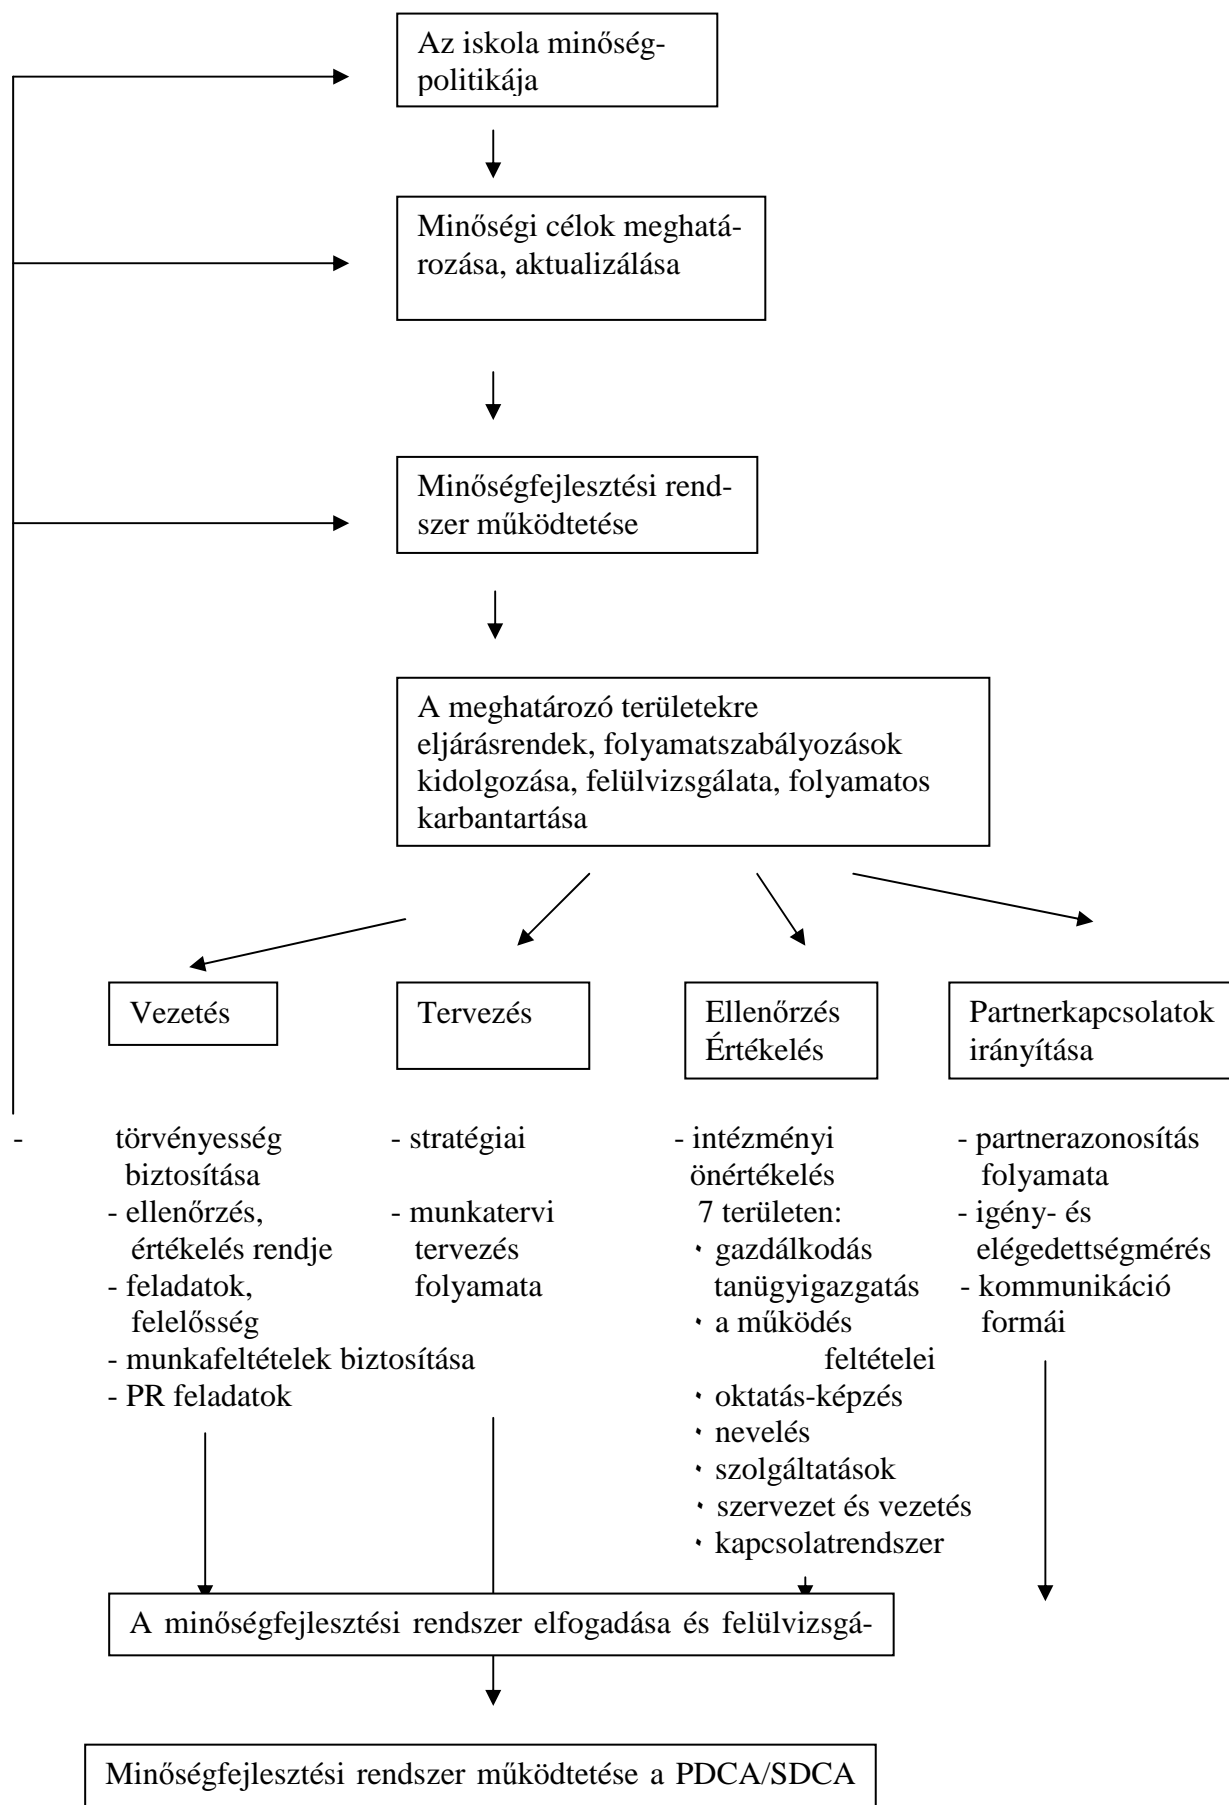 Az iskola minőség-
politikája
Minőségi célok meghatá-
rozása, aktualizálása
Minőségfejlesztési rend-
szer működtetése
A meghatározó területekre
eljárásrendek, folyamatszabályozások
kidolgozása, felülvizsgálata, folyamatos
karbantartása
Vezetés
Tervezés
Ellenőrzés
Értékelés
Partnerkapcsolatok
irányítása
- törvényesség
biztosítása
- ellenőrzés,
értékelés rendje
- feladatok,
felelősség
- munkafeltételek biztosítása
- PR feladatok
- stratégiai
- munkatervi
tervezés
folyamata
- intézményi
önértékelés
7 területen:
· gazdálkodás
tanügyigazgatás
· a működés
feltételei
· oktatás-képzés
· nevelés
· szolgáltatások
· szervezet és vezetés
· kapcsolatrendszer
- partnerazonosítás
folyamata
- igény- és
elégedettségmérés
- kommunikáció
formái
A minőségfejlesztési rendszer elfogadása és felülvizsgá-
Minőségfejlesztési rendszer működtetése a PDCA/SDCA